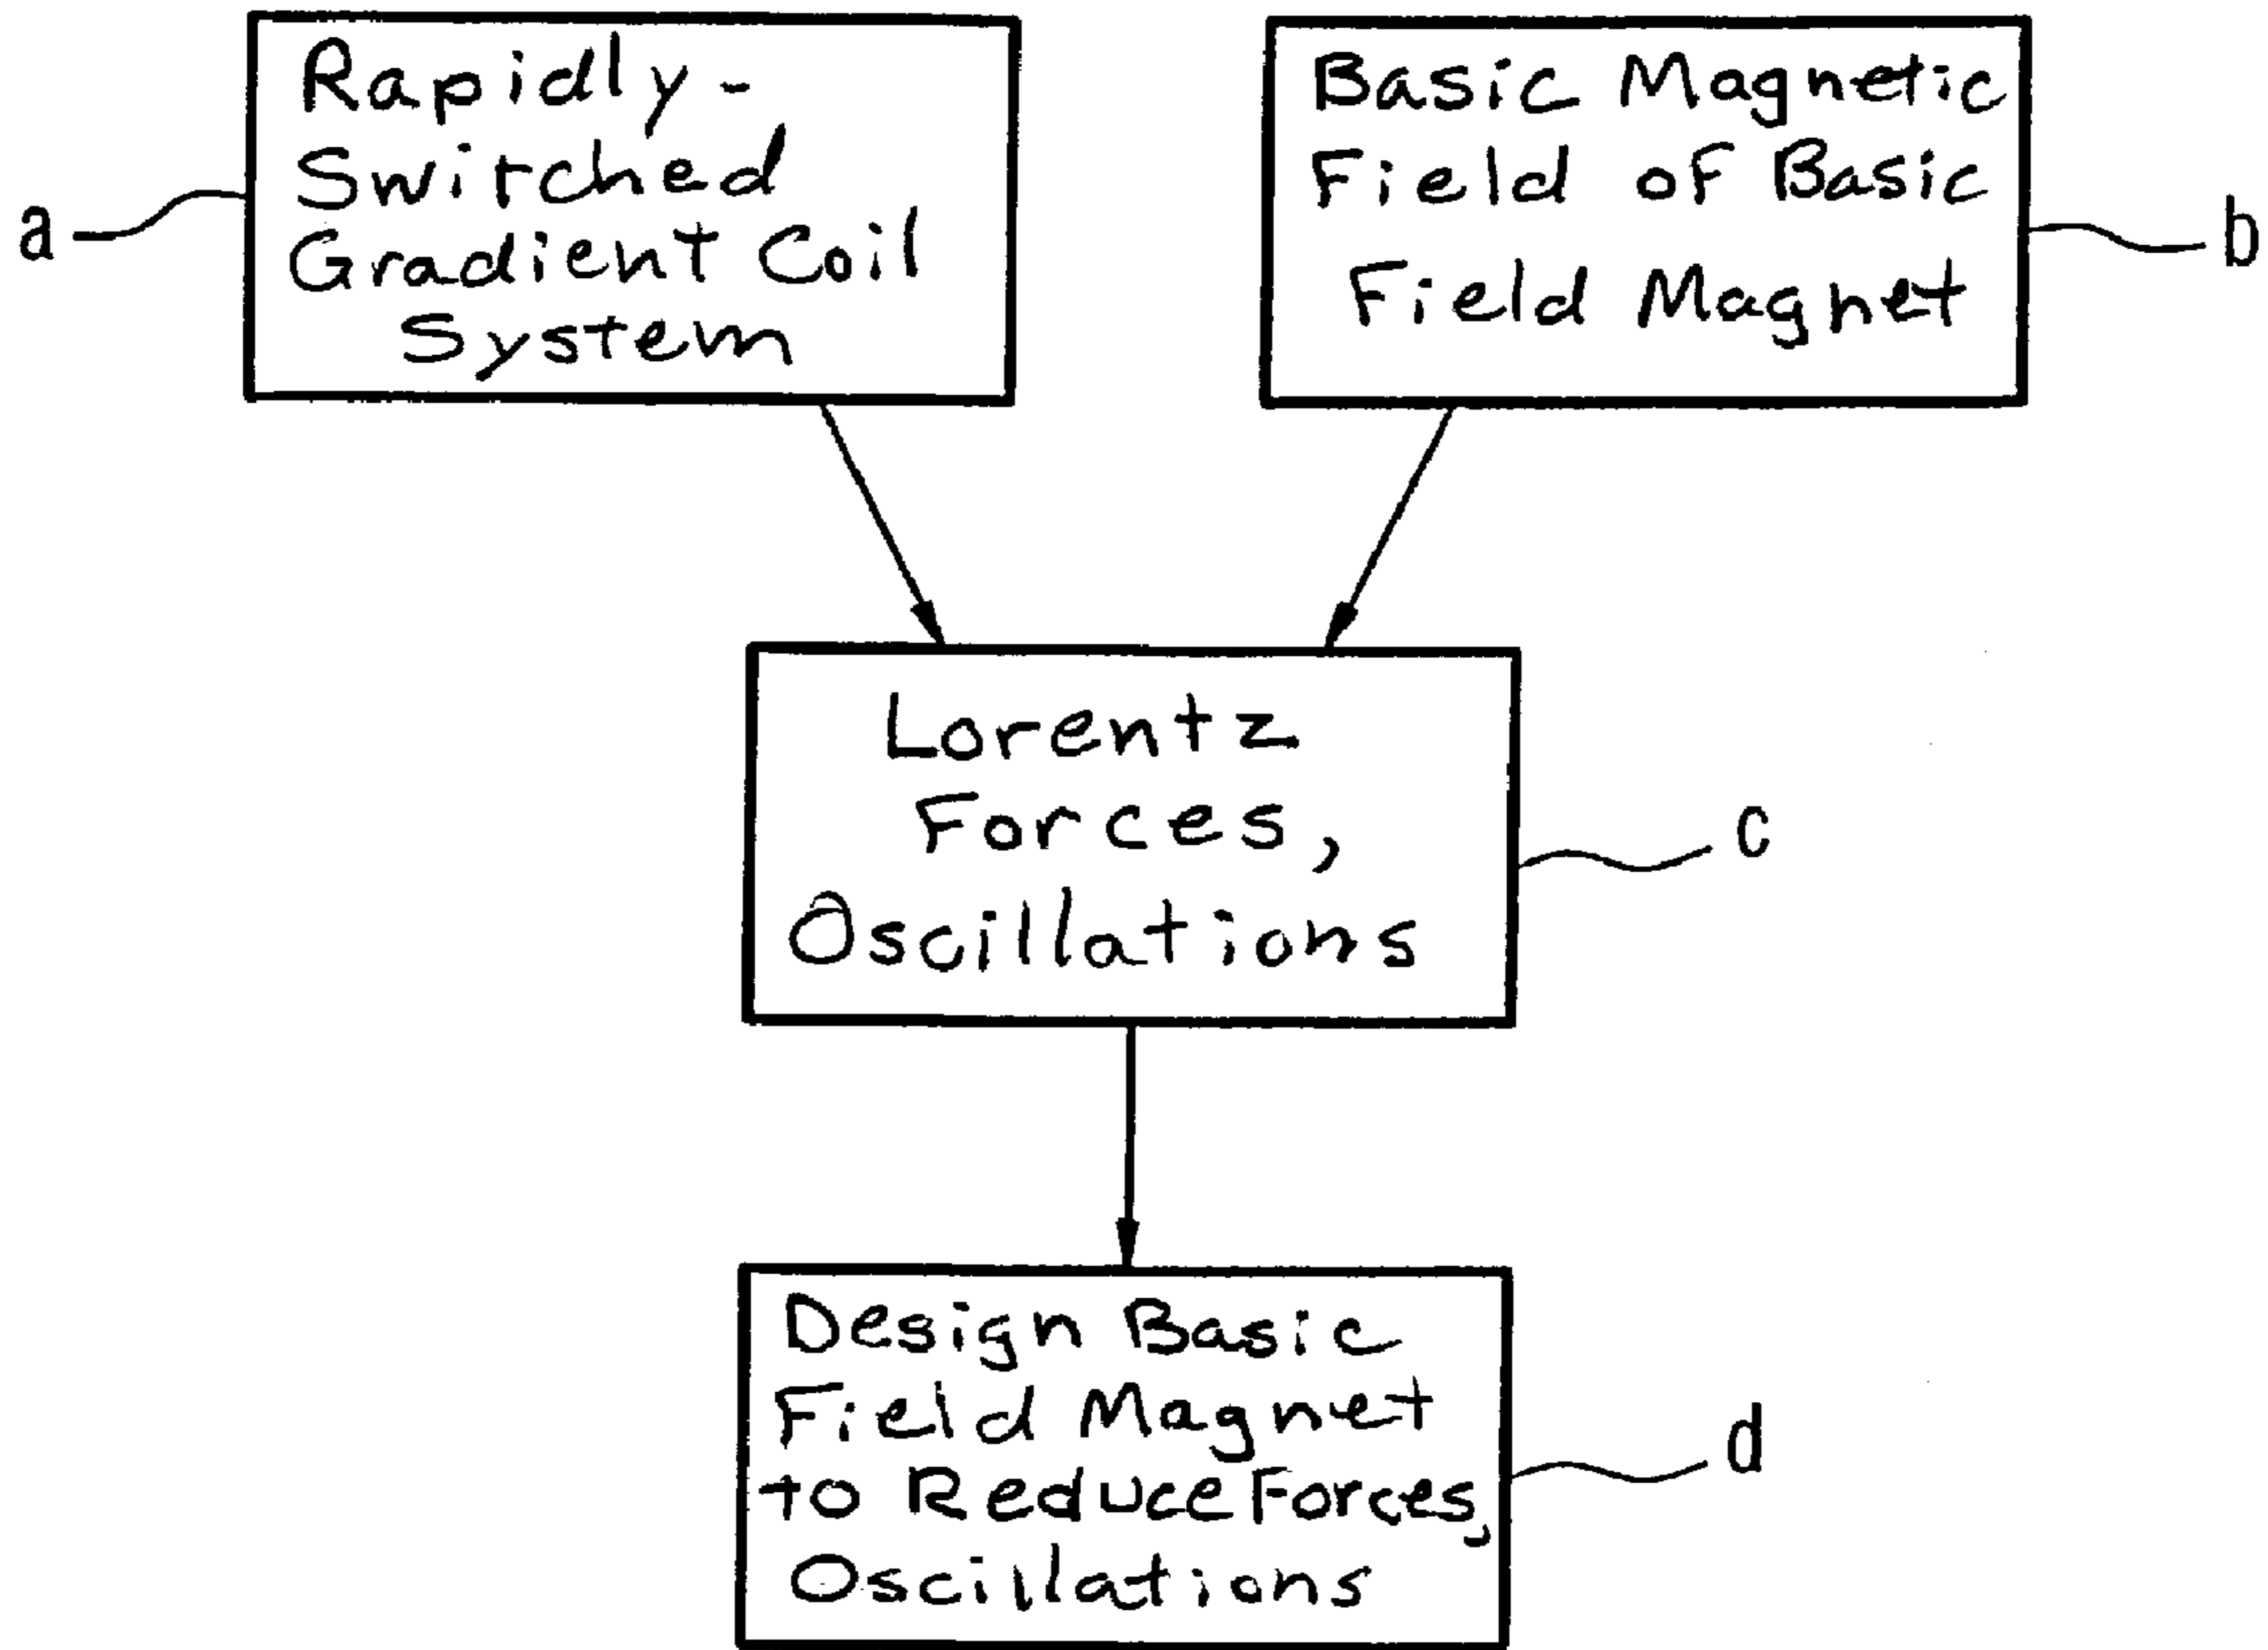 Rapidly-
Switched
Gradient Coil
System
a
Basic Magnetic
Field of Basic
Field Magnet
b
Lorentz
Forces,
Oscillations
c
Design Basic
Field Magnet
to Reduce Forces,
Oscillations
d